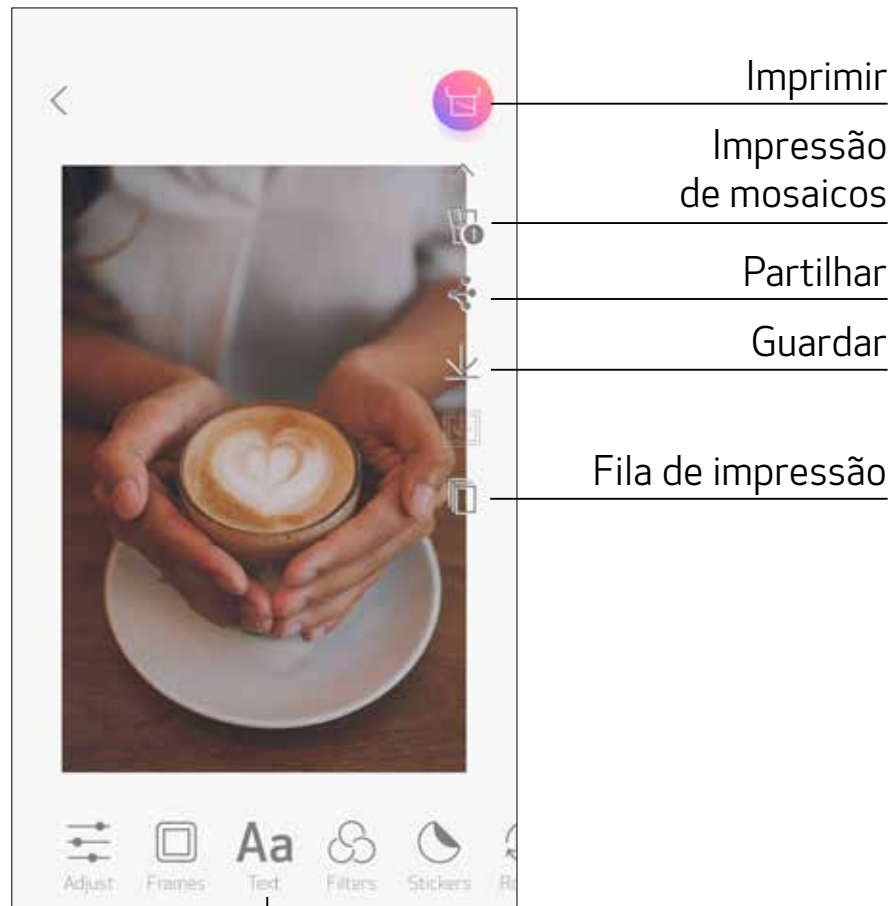 Imprimir
Impressão
de mosaicos
Partilhar
Guardar
Fila de impressão
Aa
Adjust Frames Text Filters Stickers